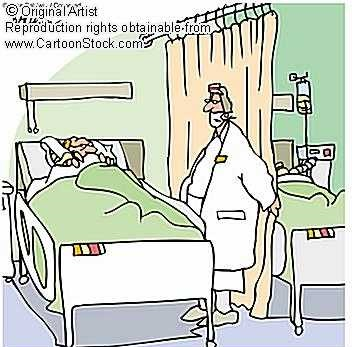 © Original Artist
Reproduction rights obtainable from
www.CartoonStock.com